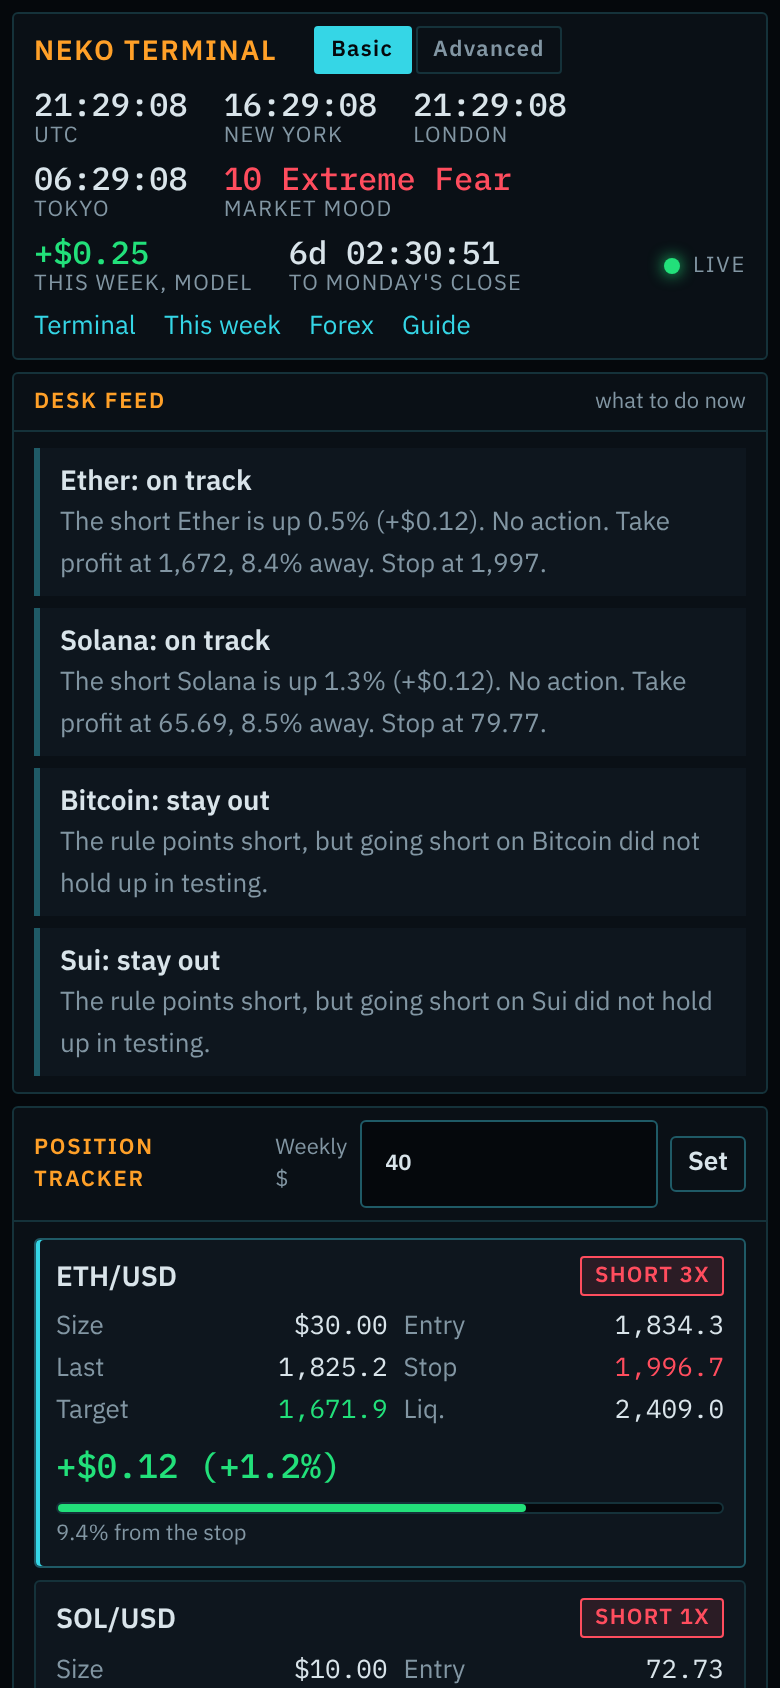 NEKO TERMINAL Basic Advanced
21:29:08 16:29:08 21:29:08
UTC NEW YORK LONDON
06:29:08 10 Extreme Fear
TOKYO MARKET MOOD
+$0.25 6d 02:30:51 LIVE
THIS WEEK, MODEL TO MONDAY'S CLOSE
Terminal This week Forex Guide
DESK FEED what to do now
Ether: on track
The short Ether is up 0.5% (+$0.12). No action. Take
profit at 1,672, 8.4% away. Stop at 1,997.
Solana: on track
The short Solana is up 1.3% (+$0.12). No action. Take
profit at 65.69, 8.5% away. Stop at 79.77.
Bitcoin: stay out
The rule points short, but going short on Bitcoin did not
hold up in testing.
Sui: stay out
The rule points short, but going short on Sui did not hold
up in testing.
POSITION
TRACKER
Weekly
$
40 Set
ETH/USD SHORT 3X
Size $30.00 Entry 1,834.3
Last 1,825.2 Stop 1,996.7
Target 1,671.9 Liq. 2,409.0
+$0.12 (+1.2%)
9.4% from the stop
SOL/USD SHORT 1X
Size $10.00 Entry 72.73